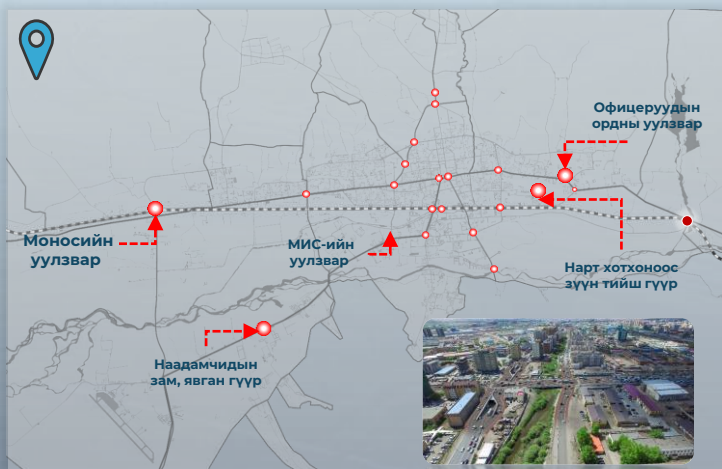 Офицеруудын
ордны уулзвар
Моносийн
уулзвар
МИС-ийн
уулзвар
Нарт хотхоноос
зүүн тийш гүүр
Наадамчидын
зам, явган гүүр